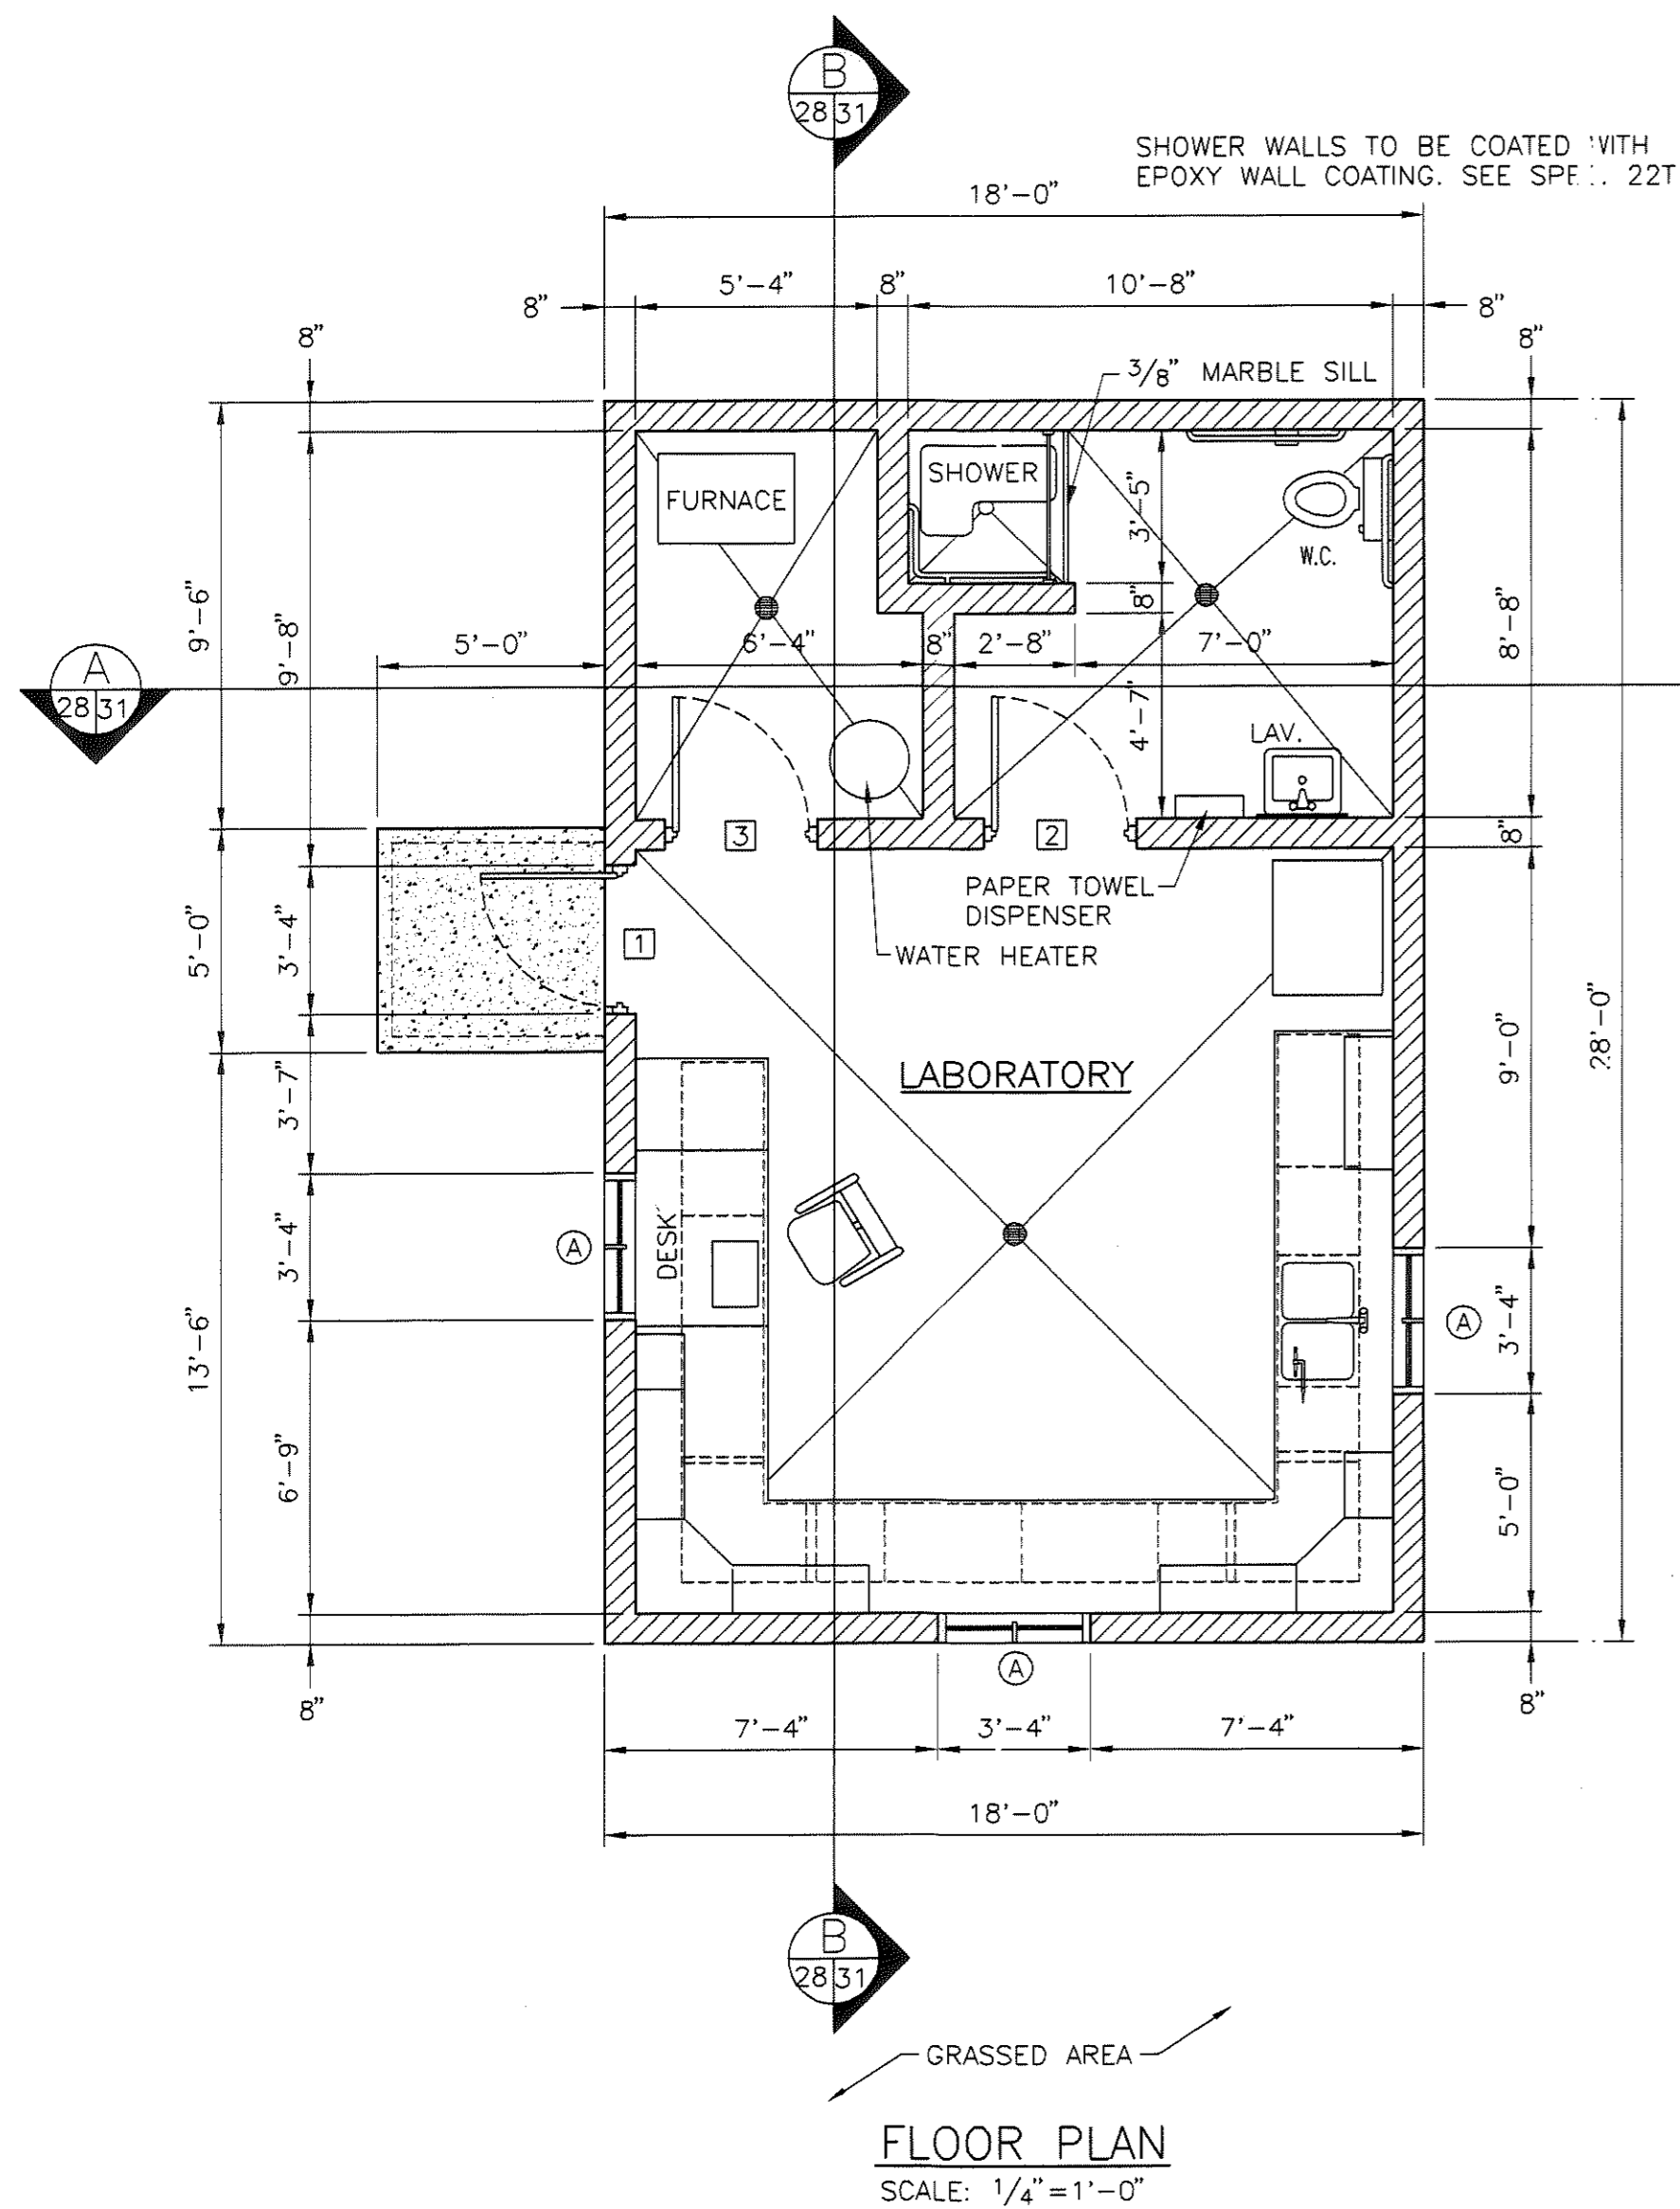 B
28 31
SHOWER WALLS TO BE COATED WITH
EPOXY WALL COATING. SEE 22T
18'-0"
5'-4" 8" 10'-8"
8" 8"
8" 8"
3/8" MARBLE SILL
SHOWER
FURNACE
3'-5"
W.C.
9'-6"
9'-8"
8"
8'-8"
5'-0"
6'-4" 8" 2'-8" 7'-0"
A
28 31
4'-7"
LAV.
3
2
8"
PAPER TOWEL
DISPENSER
5'-0"
3'-4"
1
WATER HEATER
28'-0"
9'-0"
LABORATORY
3'-7"
DESK
A
3'-4"
A
3'-4"
13'-6"
6'-9"
5'-0"
A
8"
8"
7'-4" 3'-4" 7'-4"
18'-0"
B
28 31
GRASSED AREA
FLOOR PLAN
SCALE: 1/4"=1'-0"